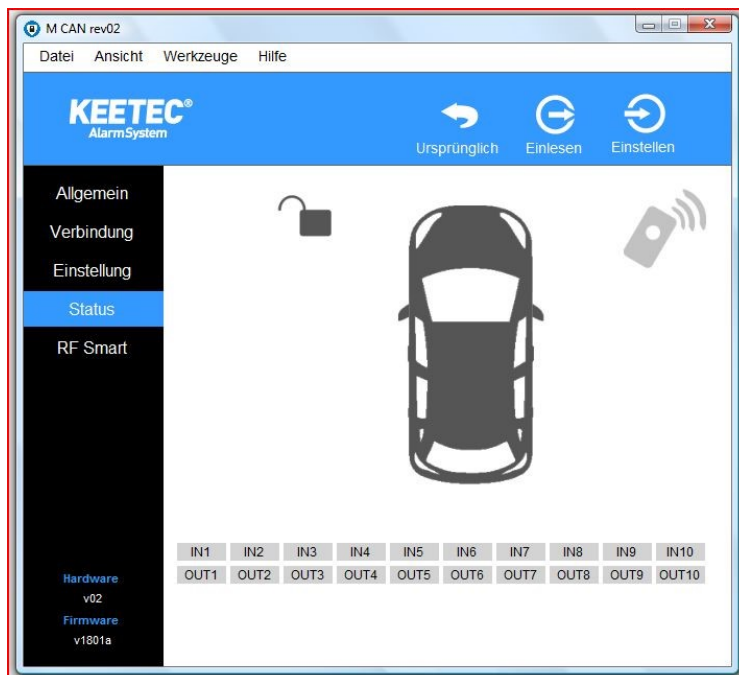 M CAN rev02
Datei Ansicht Werkzeuge Hilfe
KEETEC®
AlarmSystem
Ursprünglich Einlesen Einstellen
Allgemein
Verbindung
Einstellung
Status
RF Smart
IN1 IN2 IN3 IN4 IN5 IN6 IN7 IN8 IN9 IN10
OUT1 OUT2 OUT3 OUT4 OUT5 OUT6 OUT7 OUT8 OUT9 OUT10
Hardware
v02
Firmware
v1801a